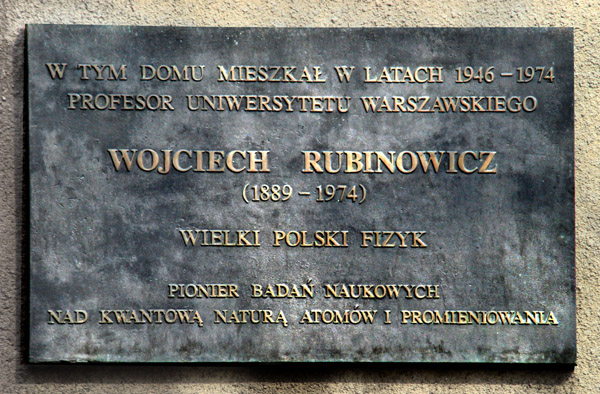 W TYM DOMU MIESZKAŁ W LATACH 1946 – 1974
PROFESOR UNIWERSYTETU WARSZAWSKIEGO
WOJCIECH RUBINOWICZ
(1889 – 1974)
WIELKI POLSKI FIZYK
PIONIER BADAŃ NAUKOWYCH
NAD KWANTOWĄ NATURĄ ATOMÓW I PROMIENIOWANIA